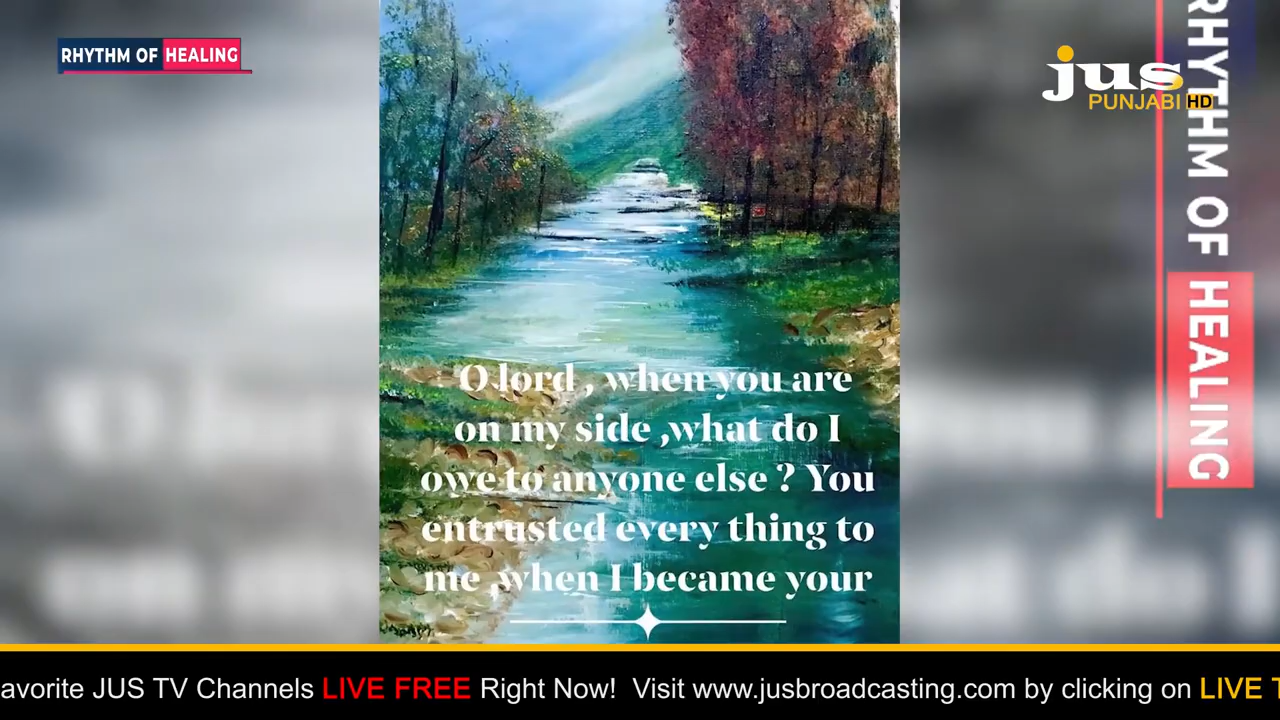 RHYTHM OF HEALING
jus
PUNJABI HD
RHYTHM OF HEALING
O lord , when you are
on my side ,what do I
owe to anyone else ? You
entrusted every thing to
me ,when I became your
avorite JUS TV Channels LIVE FREE Right Now! Visit www.jusbroadcasting.com by clicking on LIVE T